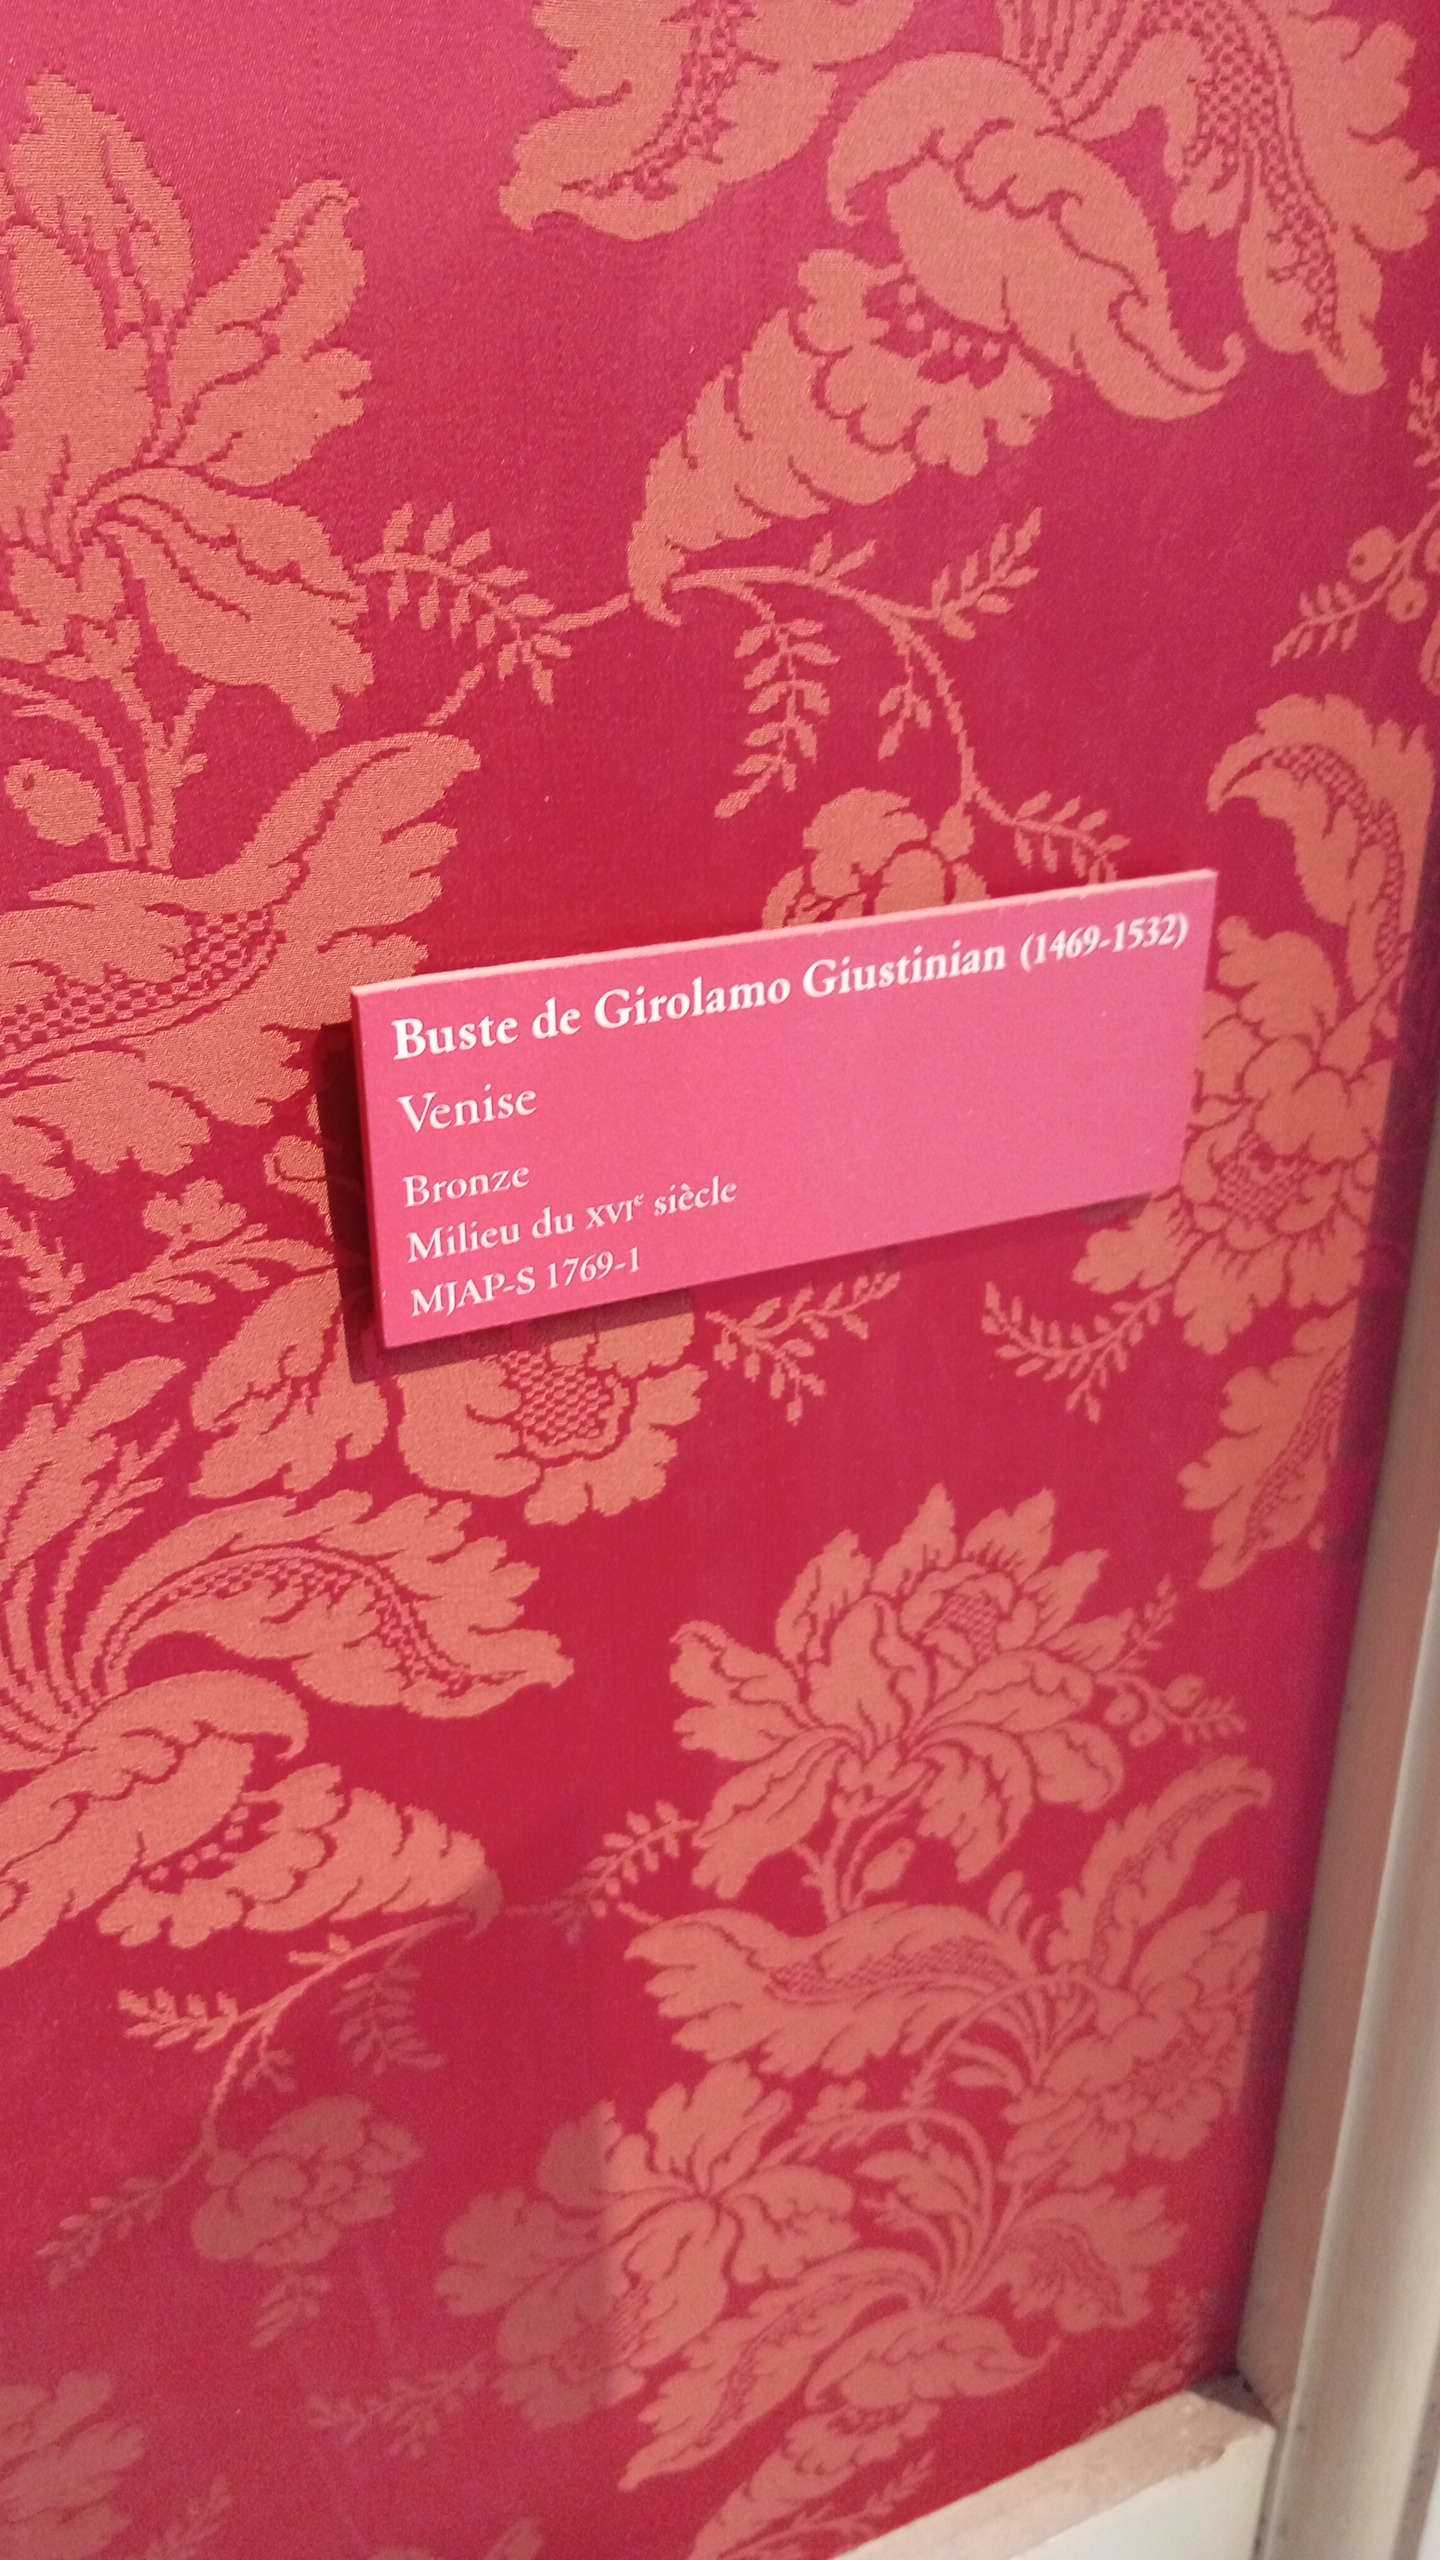 Buste de Girolamo Giustinian (1469-1532)
Venise
Bronze
Milieu du XVIe siècle
MJAP-S 1769-1